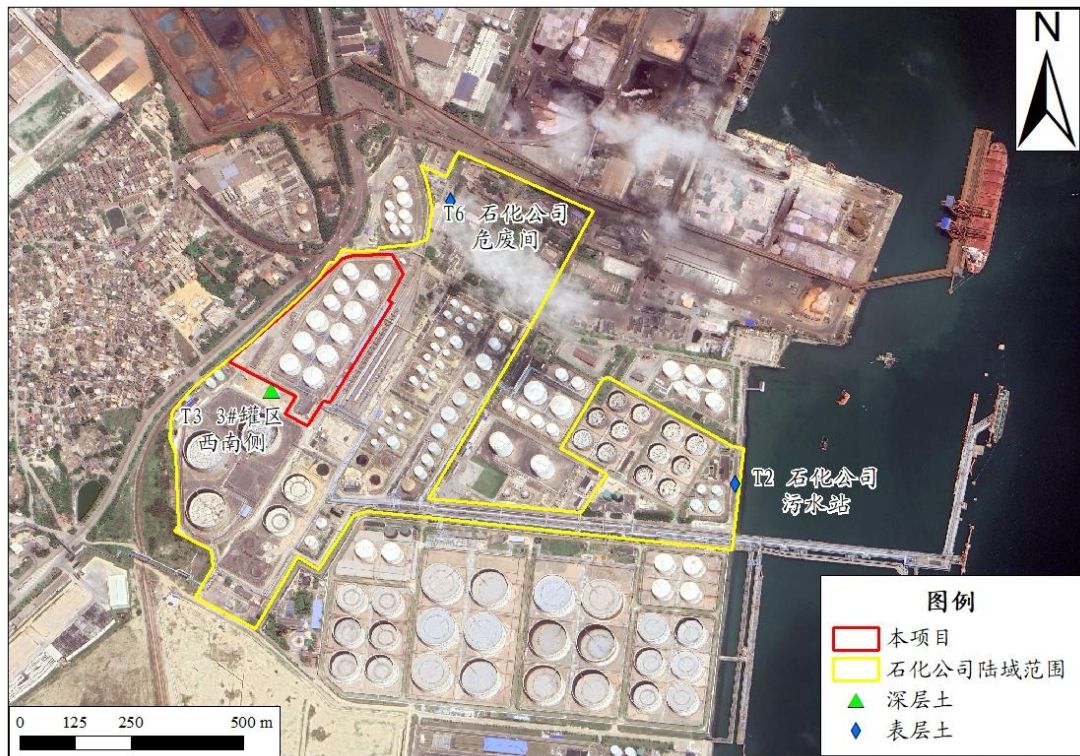 N
T6 石化公司
危废间
T3 3#罐区
西南侧
T2 石化公司
污水站
图例
本项目
石化公司陆域范围
深层土
表层土
0 125 250 500 m